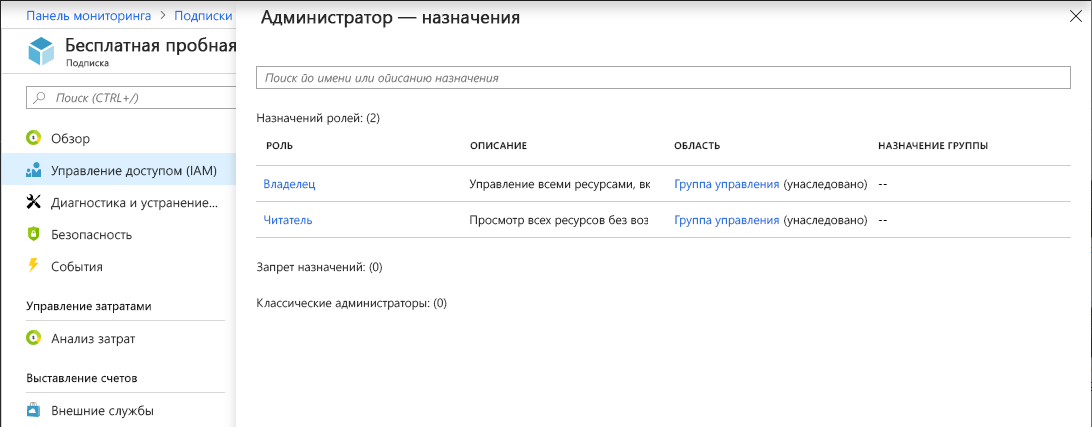 Панель мониторинга > Подписки
Администратор — назначения
Бесплатная пробная
Подписка
Поиск (CTRL+/)
Обзор
Управление доступом (IAM)
Диагностика и устранение...
Безопасность
События
Управление затратами
Анализ затрат
Выставление счетов
Внешние службы
Поиск по имени или описанию назначения
Назначений ролей: (2)
РОЛЬ ОПИСАНИЕ ОБЛАСТЬ НАЗНАЧЕНИЕ ГРУППЫ
Владелец Управление всеми ресурсами, вк Группа управления (унаследовано) --
Читатель Просмотр всех ресурсов без воз Группа управления (унаследовано) --
Запрет назначений: (0)
Классические администраторы: (0)